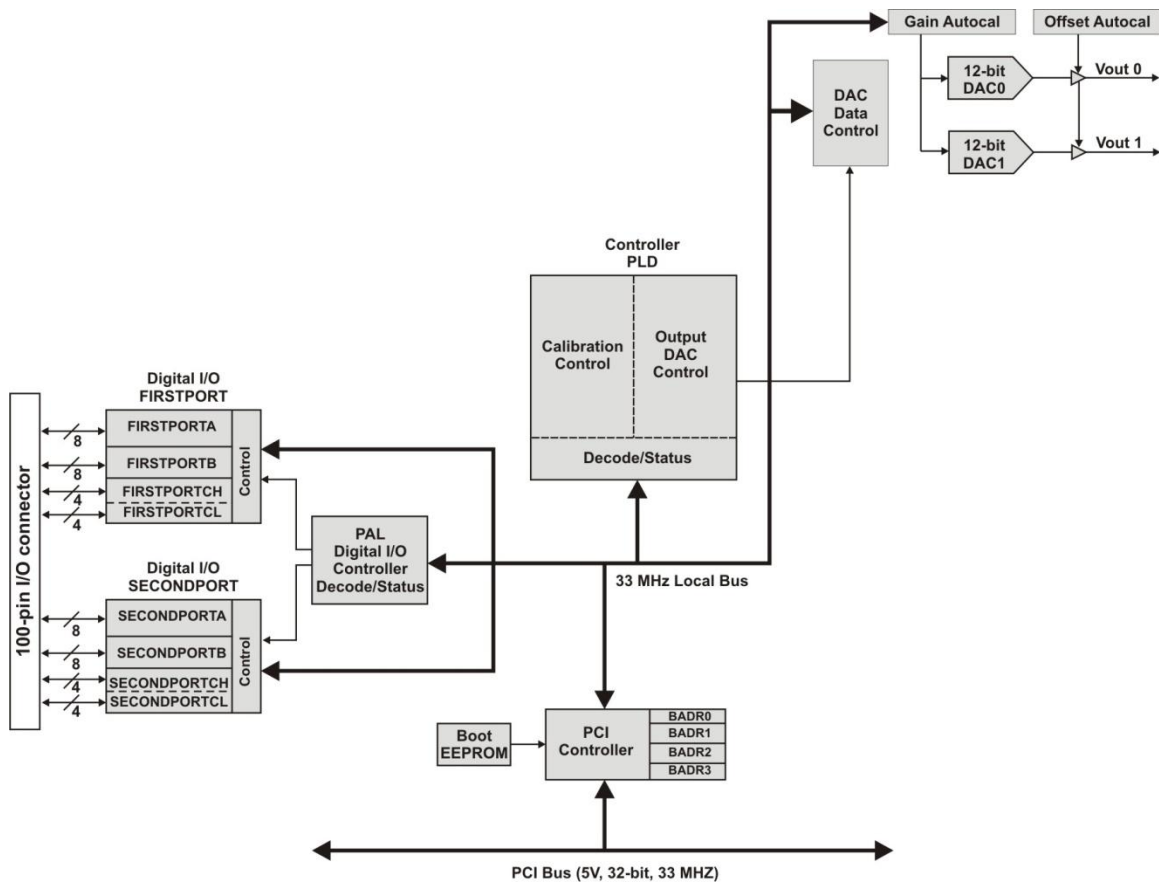 Gain Autocal
Offset Autocal
12-bit
DAC0
Vout 0
DAC
Data
Control
12-bit
DAC1
Vout 1
Controller
PLD
Calibration
Control
Output
DAC
Control
Decode/Status
Digital I/O
FIRSTPORT
100-pin I/O connector
8
FIRSTPORTA
8
FIRSTPORTB
4
FIRSTPORTCH
4
FIRSTPORTCL
Control
PAL
Digital I/O
Controller
Decode/Status
33 MHz Local Bus
Digital I/O
SECONDPORT
8
SECONDPORTA
8
SECONDPORTB
4
SECONDPORTCH
4
SECONDPORTCL
Control
Boot
EEPROM
PCI
Controller
BADR0
BADR1
BADR2
BADR3
PCI Bus (5V, 32-bit, 33 MHZ)